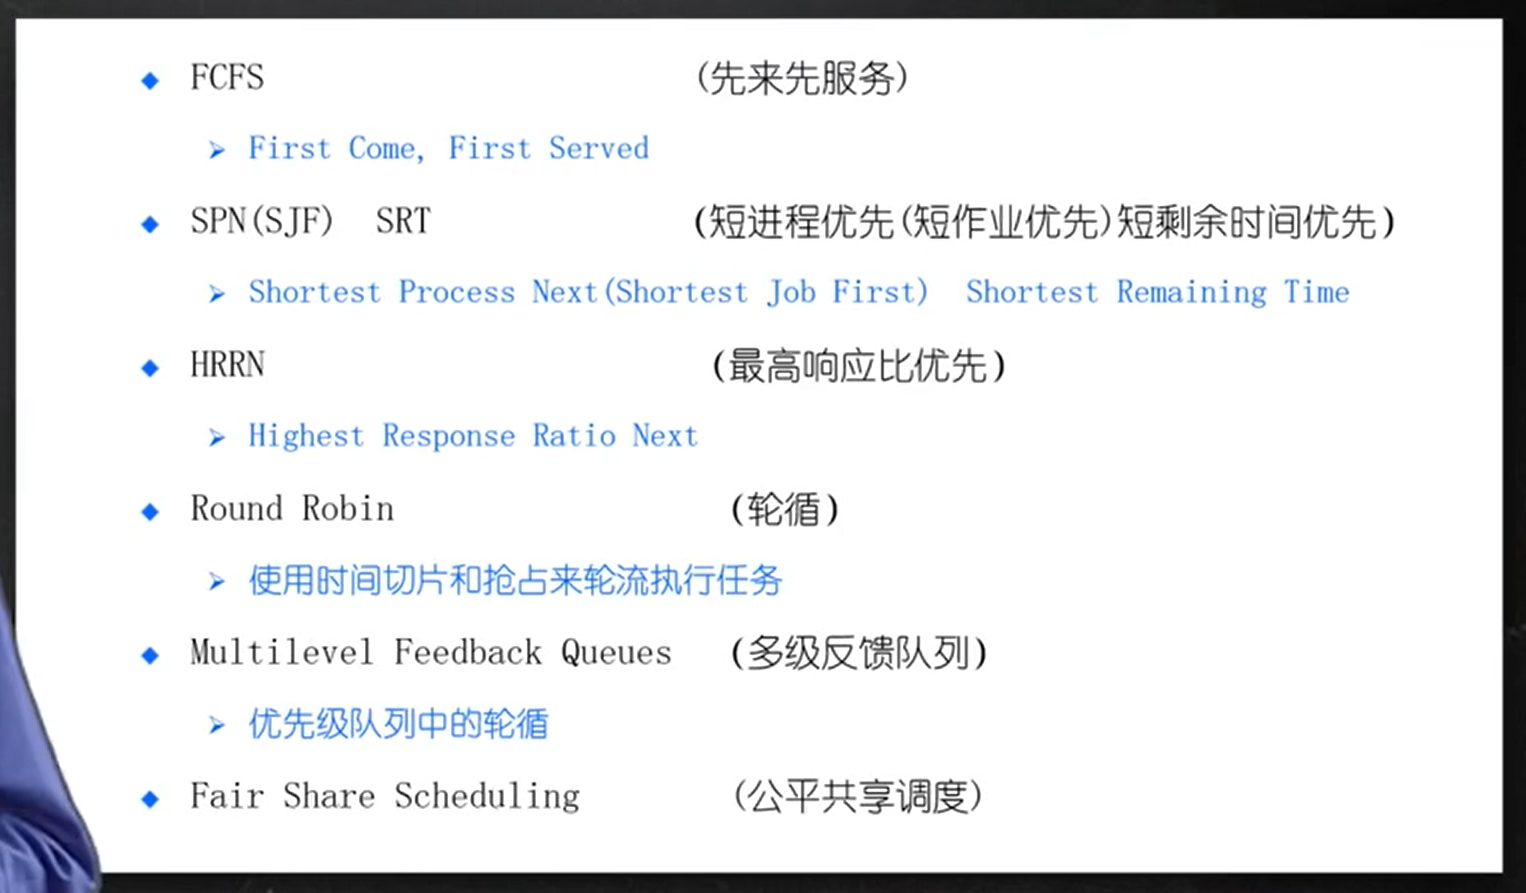 FCFS (先来先服务)
First Come, First Served
SPN(SJF) SRT (短进程优先(短作业优先)短剩余时间优先)
Shortest Process Next(Shortest Job First) Shortest Remaining Time
HRRN (最高响应比优先)
Highest Response Ratio Next
Round Robin (轮循)
使用时间切片和抢占来轮流执行任务
Multilevel Feedback Queues (多级反馈队列)
优先级队列中的轮循
Fair Share Scheduling (公平共享调度)